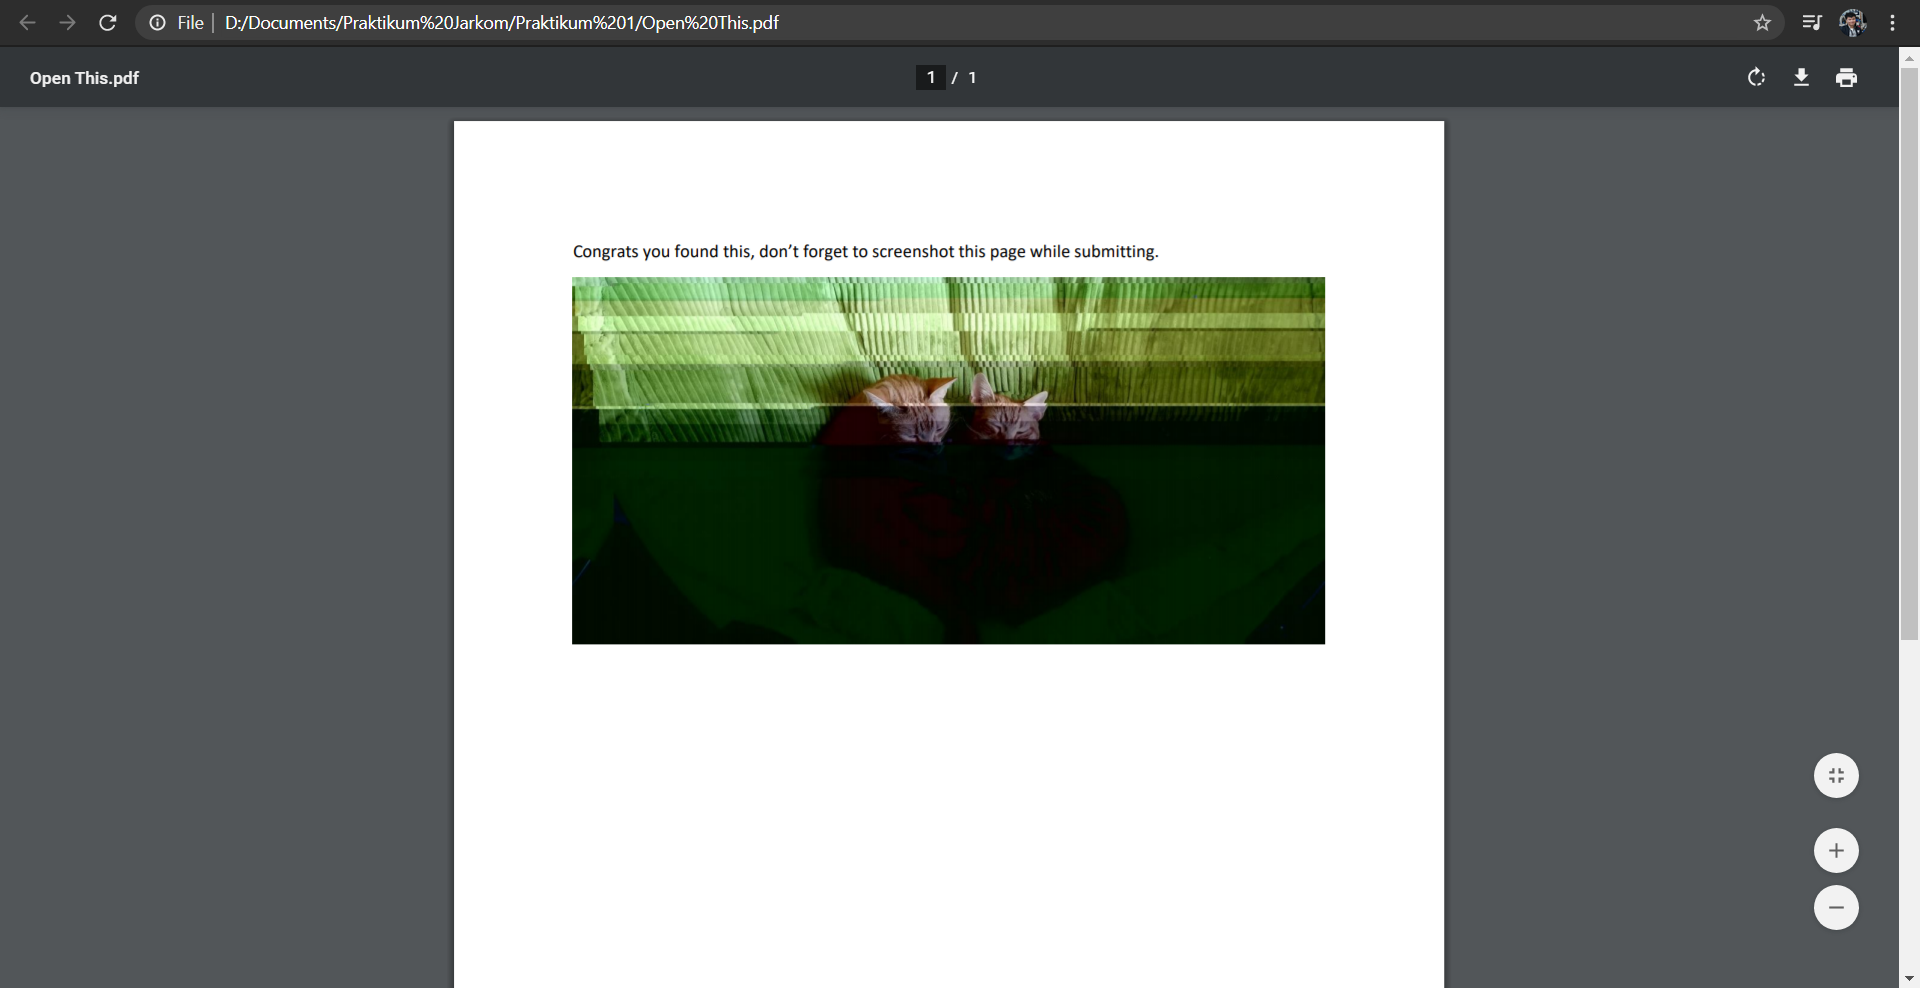 File D:/Documents/Praktikum%20Jarkom/Praktikum%201/Open%20This.pdf
Open This.pdf
1 / 1
Congrats you found this, don’t forget to screenshot this page while submitting.